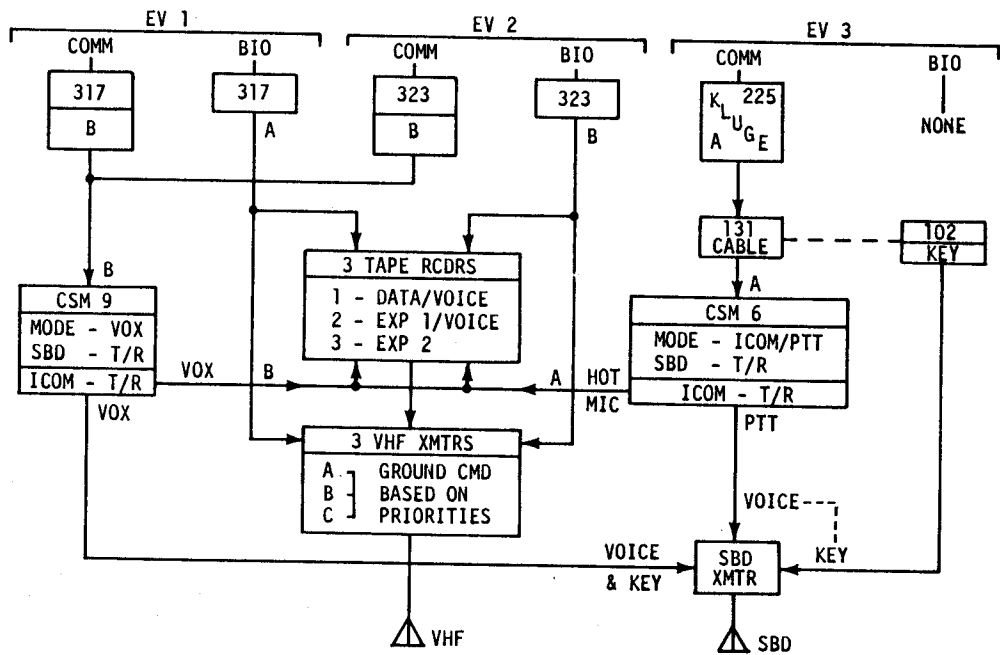 EV 1
EV 2
EV 3
COMM
BIO
COMM
BIO
COMM
BIO
317
B
317
A
323
B
323
B
KLUGE 225
A
NONE
131
CABLE
102
KEY
B
A
CSM 9
MODE - VOX
SBD - T/R
ICOM - T/R
VOX
VOX
B
3 TAPE RCDRS
1 - DATA/VOICE
2 - EXP 1/VOICE
3 - EXP 2
A
HOT
MIC
CSM 6
MODE - ICOM/PTT
SBD - T/R
ICOM - T/R
PTT
3 VHF XMTRS
A GROUND CMD
B BASED ON
C PRIORITIES
VOICE
KEY
VOICE
& KEY
SBD
XMTR
VHF
SBD